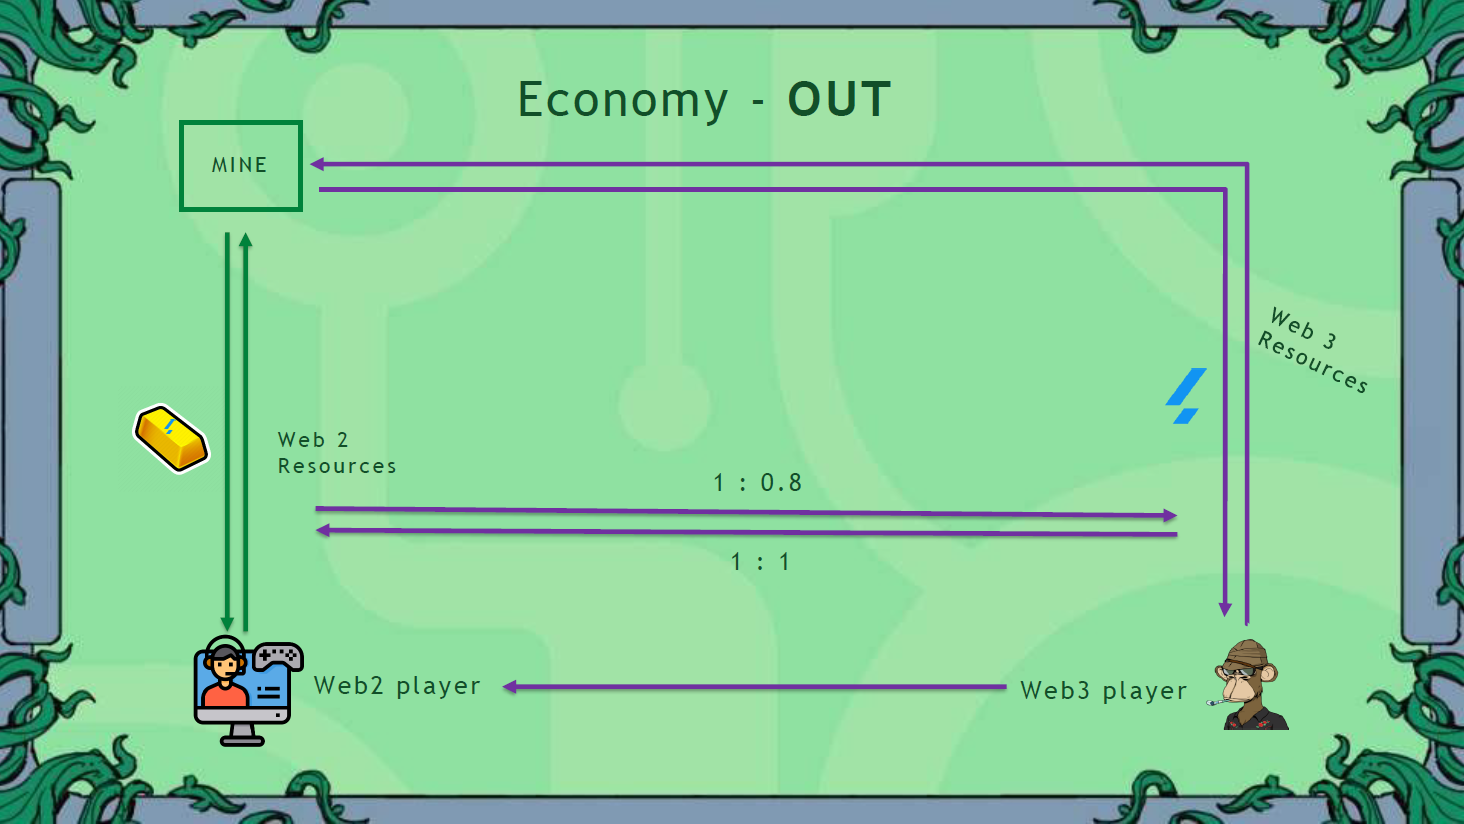 Economy - OUT
MINE
Web 3
Resources
Web 2
Resources
1 : 0.8
1 : 1
Web2 player
Web3 player